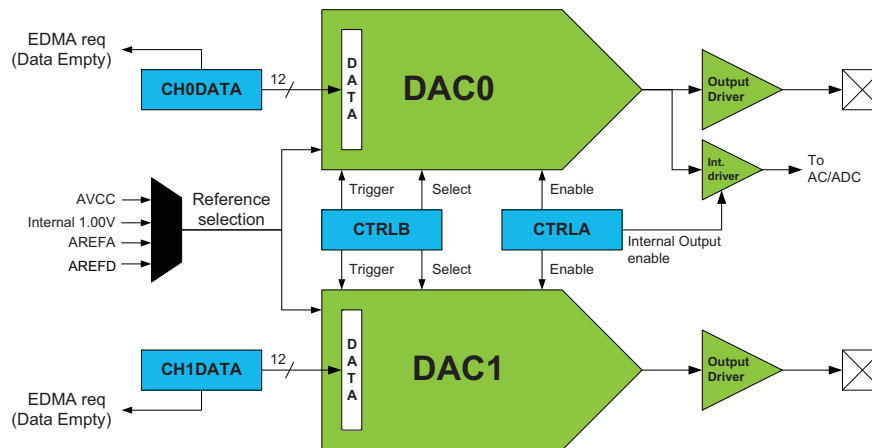 EDMA req
(Data Empty)
CH0DATA
12
DATA
DAC0
Output
Driver
Int.
driver
To
AC/ADC
AVCC
Internal 1.00V
AREFA
AREFD
Reference
selection
Trigger
Select
Enable
CTRLB
CTRLA
Internal Output
enable
Trigger
Select
Enable
CH1DATA
12
DATA
DAC1
Output
Driver
EDMA req
(Data Empty)